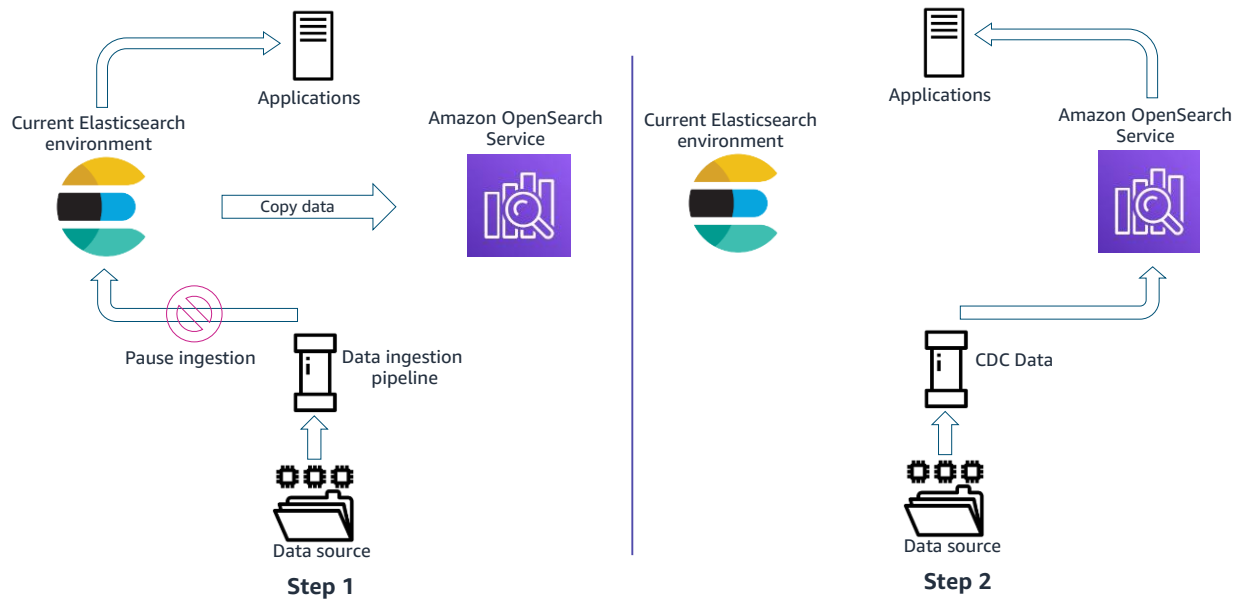 Applications
Current Elasticsearch
environment
Amazon OpenSearch
Service
Copy data
Pause ingestion
Data ingestion
pipeline
Data source
Step 1
Applications
Current Elasticsearch
environment
Amazon OpenSearch
Service
CDC Data
Data source
Step 2